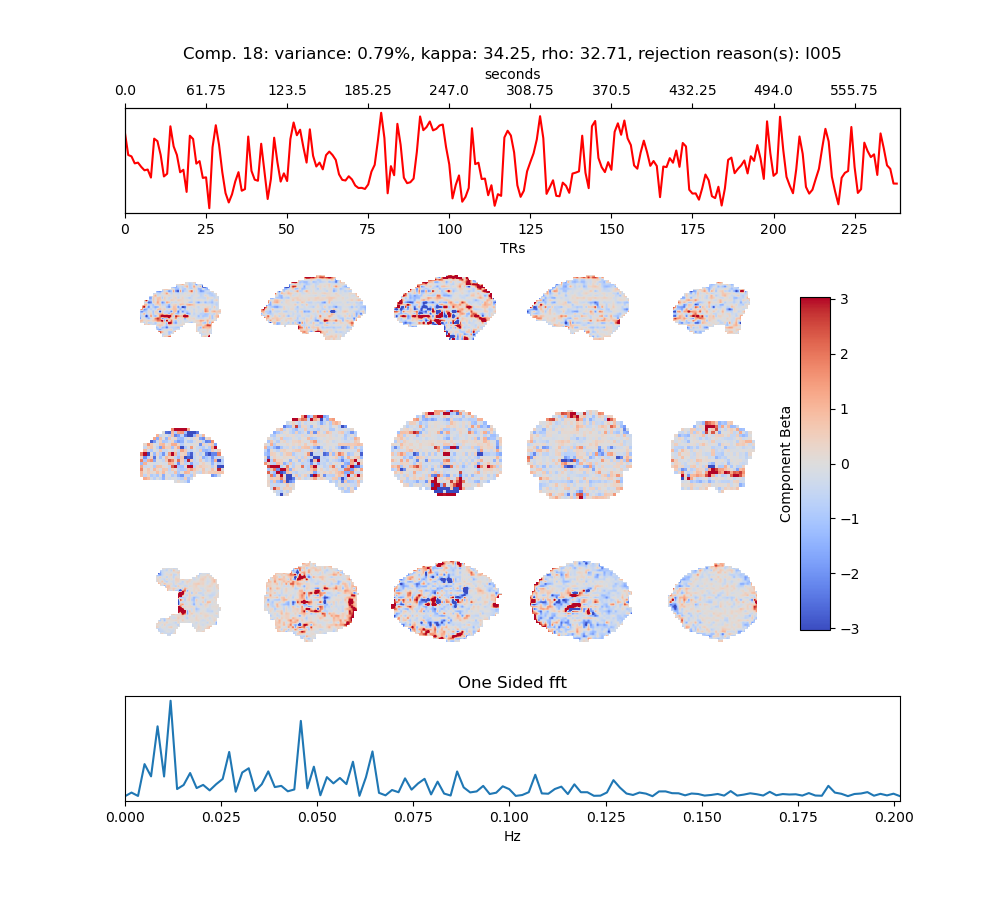 Comp. 18: variance: 0.79%, kappa: 34.25, rho: 32.71, rejection reason(s): I005
seconds
0.0 61.75 123.5 185.25 247.0 308.75 370.5 432.25 494.0 555.75
0 25 50 75 100 125 150 175 200 225
TRs
3
2
1
0
−1
−2
−3
Component Beta
One Sided fft
0.000 0.025 0.050 0.075 0.100 0.125 0.150 0.175 0.200
Hz